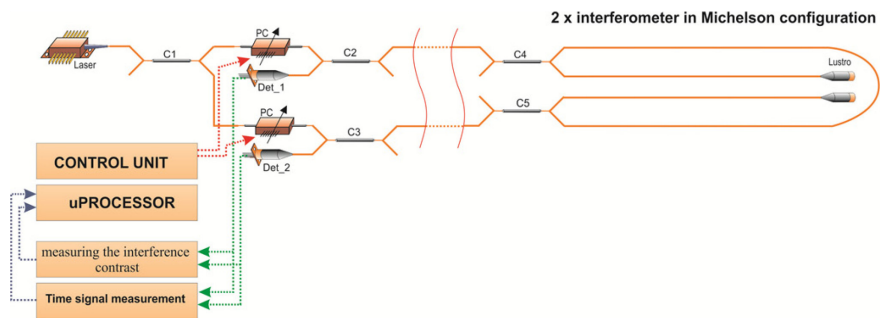 2 x interferometer in Michelson configuration
Laser
C1
PC
C2
C4
Lustro
Det_1
C5
PC
C3
Det_2
CONTROL UNIT
uPROCESSOR
measuring the interference
contrast
Time signal measurement